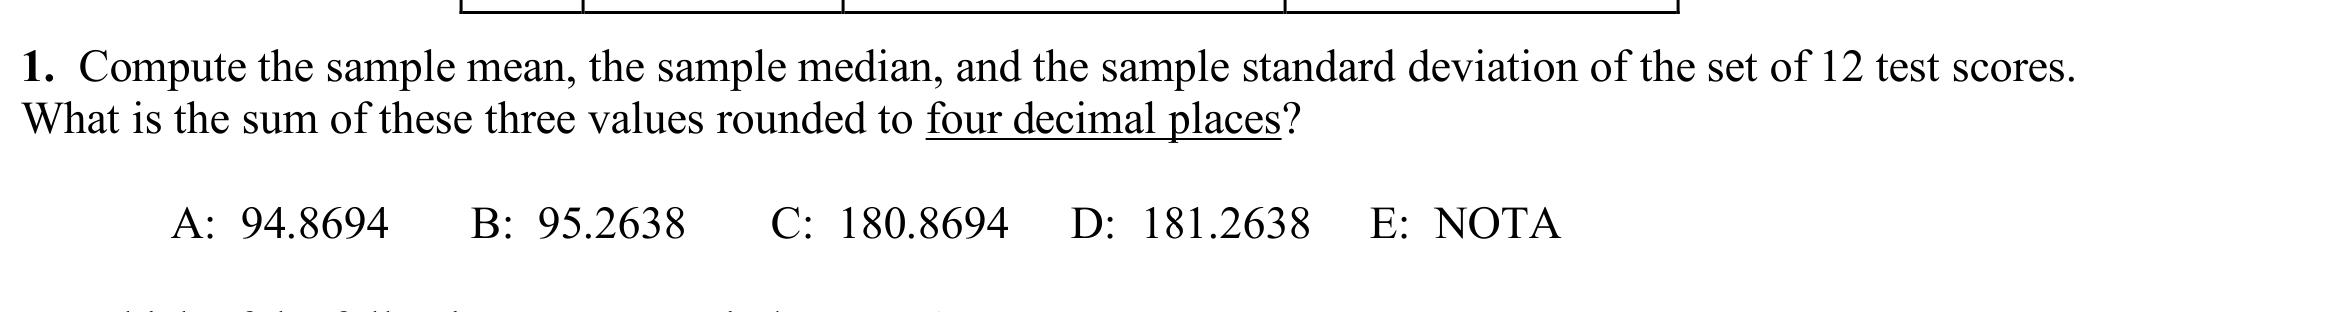 1. Compute the sample mean, the sample median, and the sample standard deviation of the set of 12 test scores.
What is the sum of these three values rounded to four decimal places?
A: 94.8694 B: 95.2638 C: 180.8694 D: 181.2638 E: NOTA